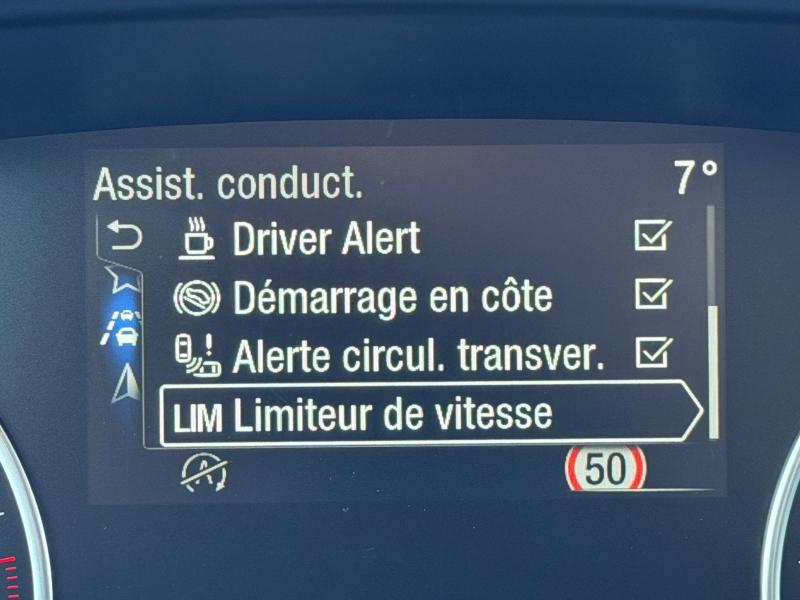 Assist. conduct. 7°
Driver Alert
Démarrage en côte
Alerte circul. transver.
LIM Limiteur de vitesse
A 50